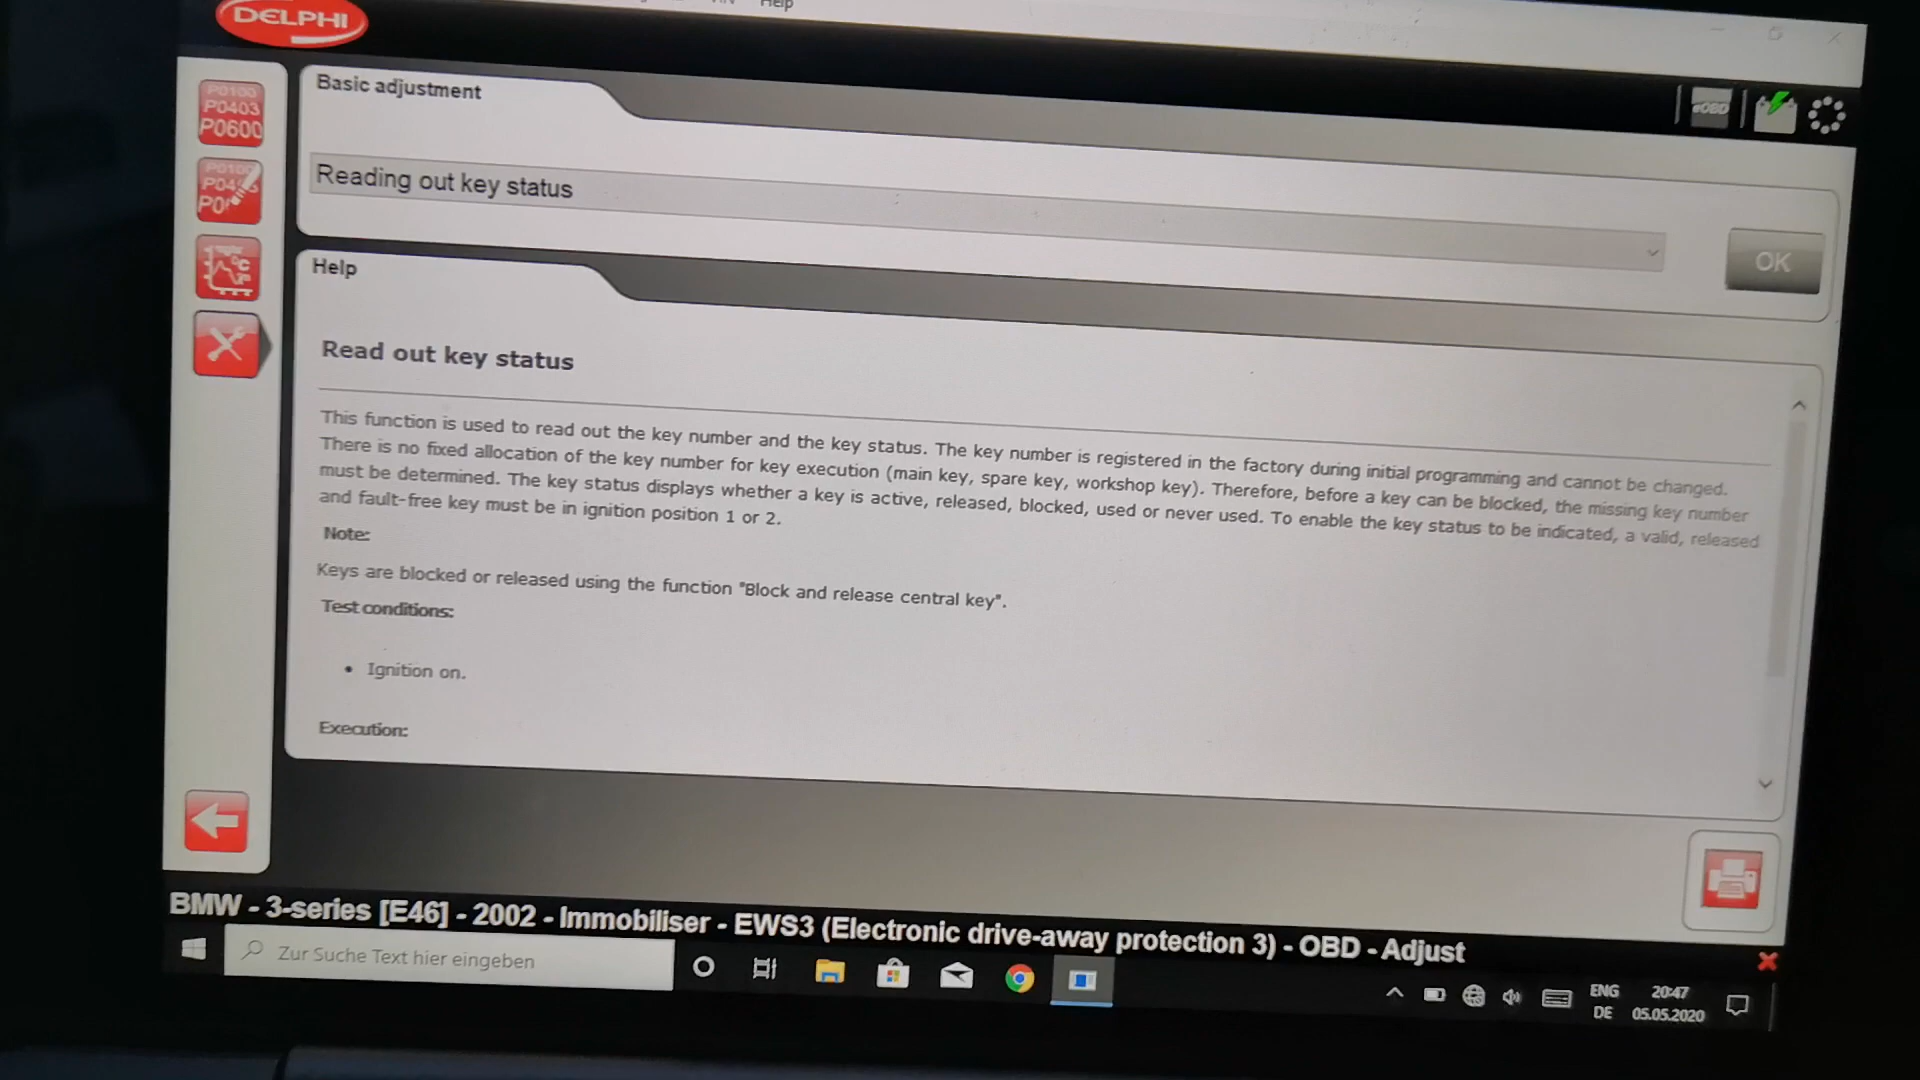 Help
DELPHI
P0100
P0403
P0600
P0100
Basic adjustment
eOBD
Reading out key status
OK
Help
Read out key status
This function is used to read out the key number and the key status. The key number is registered in the factory during initial programming and cannot be changed.
There is no fixed allocation of the key number for key execution (main key, spare key, workshop key). Therefore, before a key can be blocked, the missing key number
must be determined. The key status displays whether a key is active, released, blocked, used or never used. To enable the key status to be indicated, a valid, released
and fault-free key must be in ignition position 1 or 2.
Note:
Keys are blocked or released using the function "Block and release central key".
Test conditions:
• Ignition on.
Execution:
BMW - 3-series [E46] - 2002 - Immobiliser - EWS3 (Electronic drive-away protection 3) - OBD - Adjust
Zur Suche Text hier eingeben
ENG
DE
20:47
05.05.2020